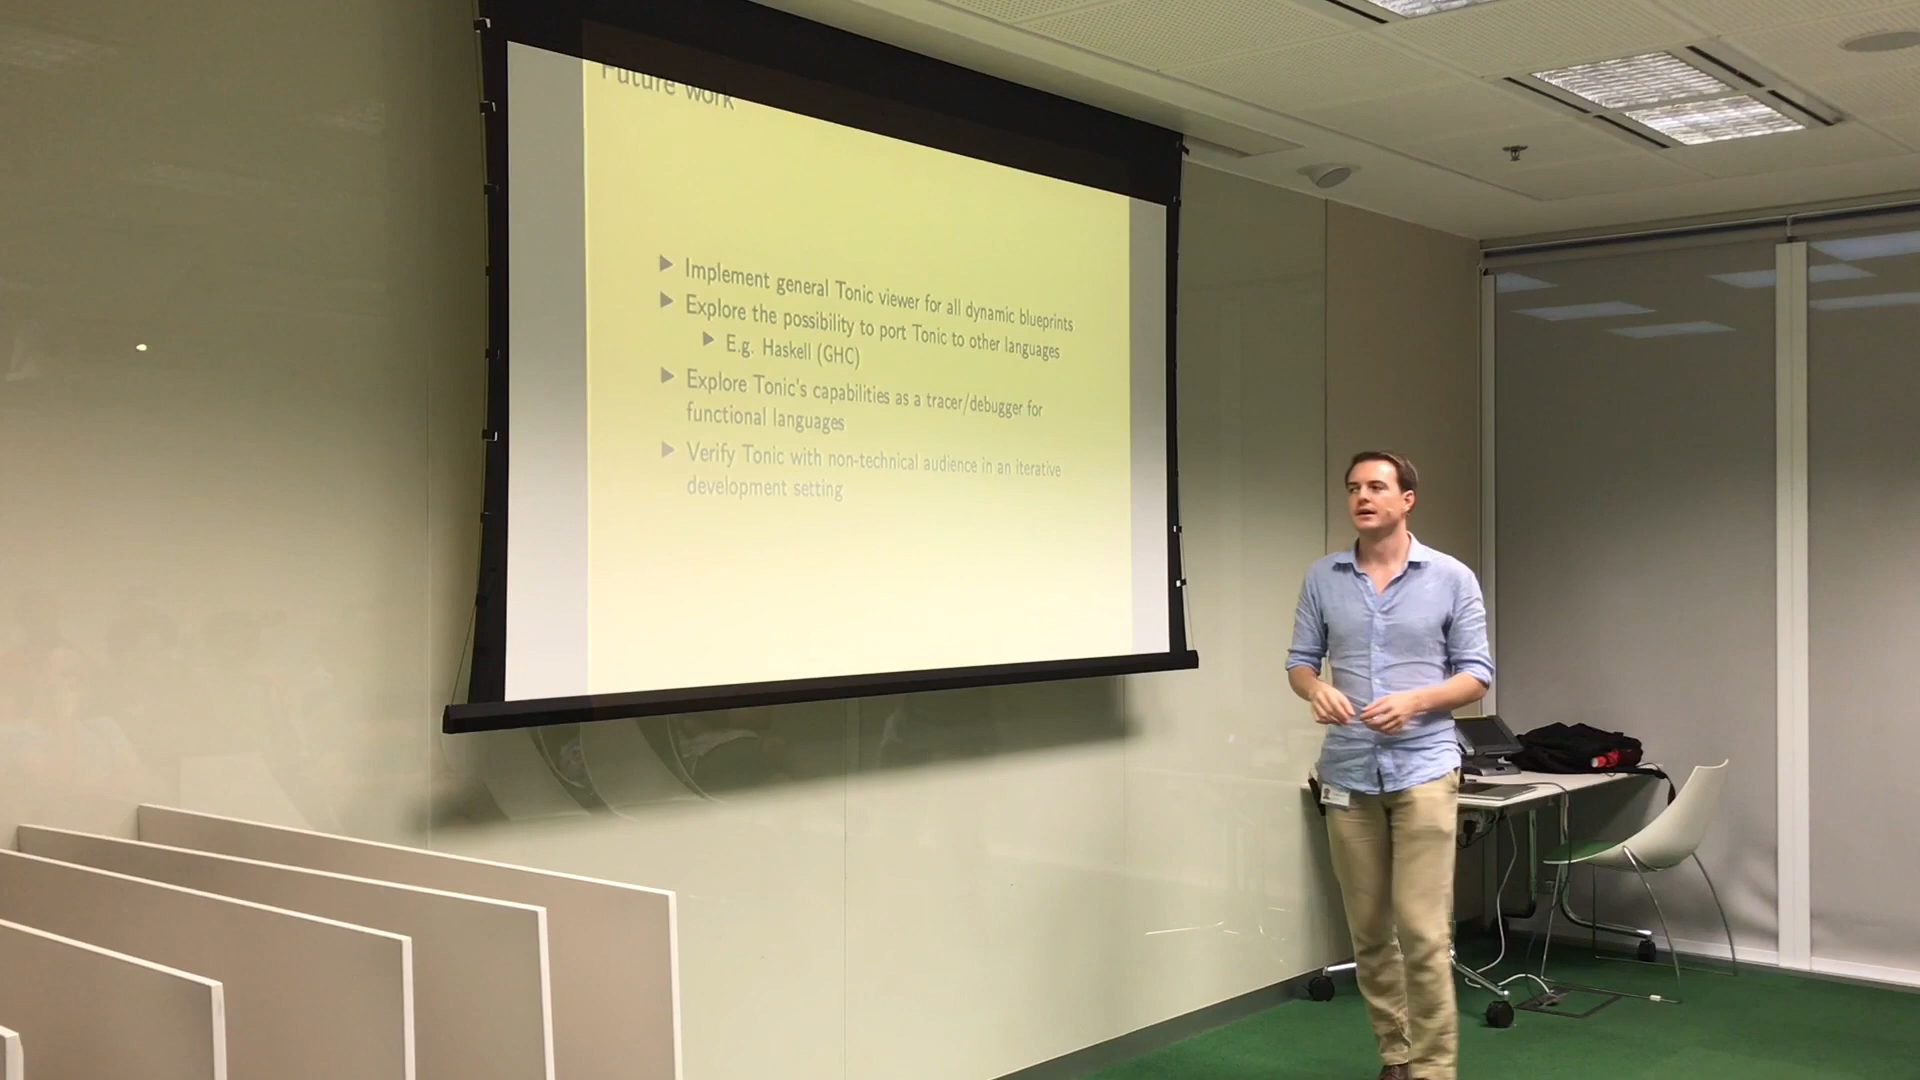 Future work
Implement general Tonic viewer for all dynamic blueprints
Explore the possibility to port Tonic to other languages
E.g. Haskell (GHC)
Explore Tonic's capabilities as a tracer/debugger for
functional languages
Verify Tonic with non-technical audience in an iterative
development setting